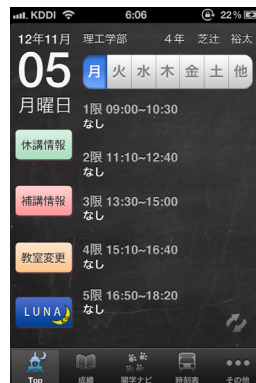 KDDI 6:06 22%
12年11月 理工学部 4年 芝辻 裕太
05
月曜日
月 火 水 木 金 土 他
1限 09:00~10:30
なし
休講情報
2限 11:10~12:40
なし
補講情報
3限 13:30~15:00
なし
教室変更
4限 15:10~16:40
なし
LUNA
5限 16:50~18:20
なし
Top 成績 関学ナビ 時刻表 その他